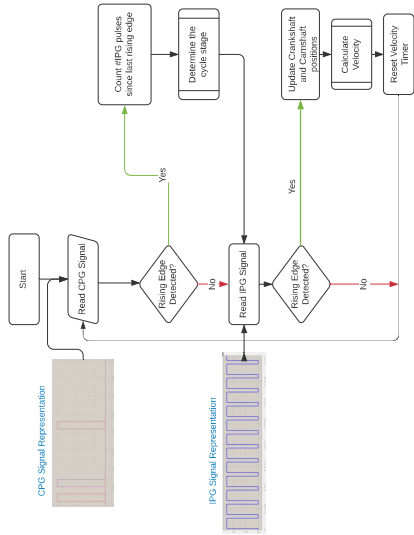 Start
Read CPG Signal
Rising Edge
Detected?
Yes
No
Count #IPG pulses
since last rising edge
Determine the
cycle stage
Read IPG Signal
Rising Edge
Detected?
Yes
No
Update Crankshaft
and Camshaft
positions
Calculate
Velocity
Reset Velocity
Timer
CPG Signal Representation
IPG Signal Representation